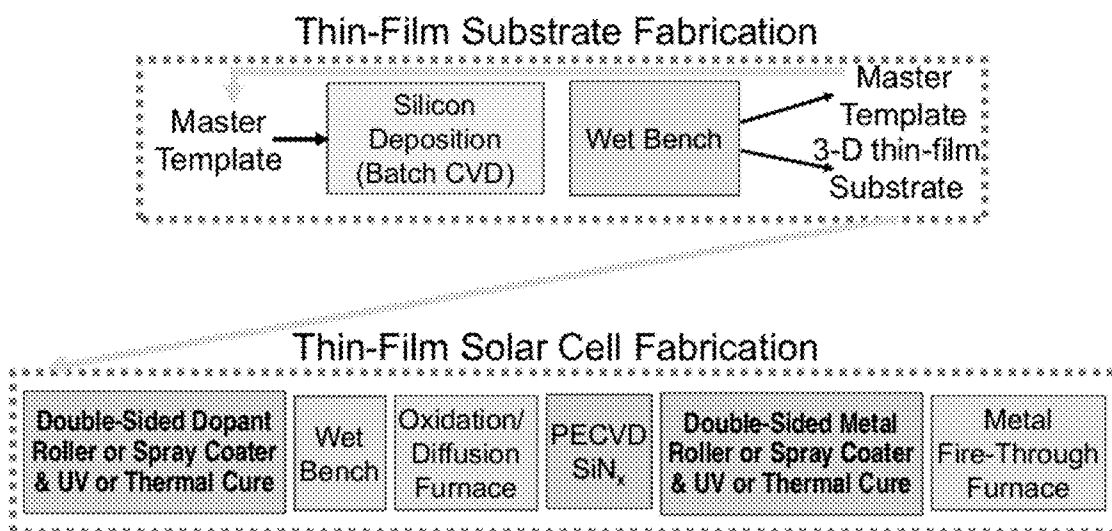 Thin-Film Substrate Fabrication
Master
Template
Silicon
Deposition
(Batch CVD)
Wet Bench
Master
Template
3-D thin-film
Substrate
Thin-Film Solar Cell Fabrication
Double-Sided Dopant
Roller or Spray Coater
& UV or Thermal Cure
Wet
Bench
Oxidation/
Diffusion
Furnace
PECVD
SiNₓ
Double-Sided Metal
Roller or Spray Coater
& UV or Thermal Cure
Metal
Fire-Through
Furnace